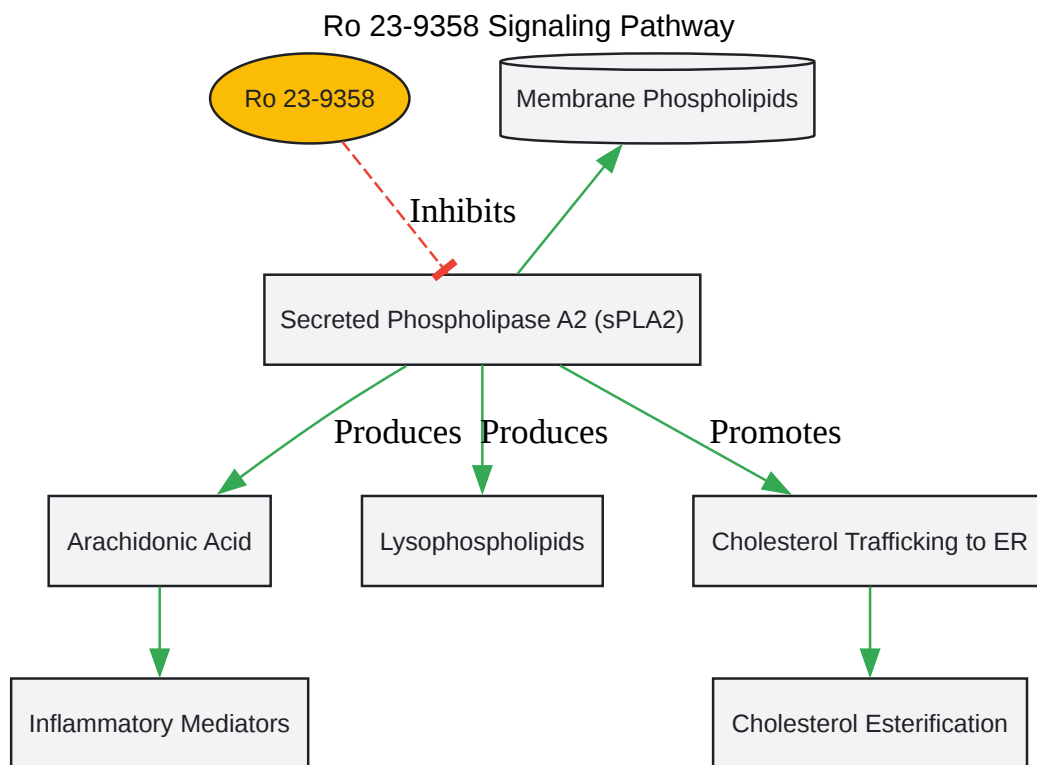 Ro 23-9358 Signaling Pathway
Ro 23-9358
Membrane Phospholipids
Inhibits
Secreted Phospholipase A2 (sPLA2)
Produces
Produces
Promotes
Arachidonic Acid
Lysophospholipids
Cholesterol Trafficking to ER
Inflammatory Mediators
Cholesterol Esterification